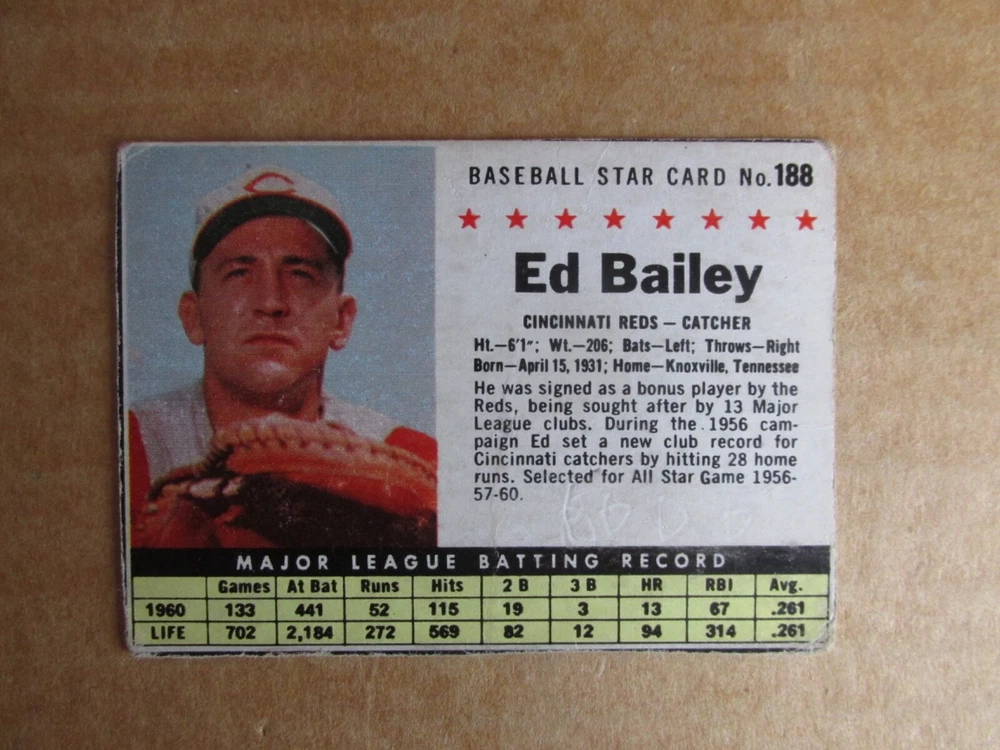 BASEBALL STAR CARD No. 188
Ed Bailey
CINCINNATI REDS – CATCHER
Ht.–6'1"; Wt.–206; Bats–Left; Throws–Right
Born–April 15, 1931; Home–Knoxville, Tennessee
He was signed as a bonus player by the
Reds, being sought after by 13 Major
League clubs. During the 1956 cam-
paign Ed set a new club record for
Cincinnati catchers by hitting 28 home
runs. Selected for All Star Game 1956-
57-60.
MAJOR LEAGUE BATTING RECORD
Games At Bat Runs Hits 2 B 3 B HR RBI Avg.
1960 133 441 52 115 19 3 13 67 .261
LIFE 702 2,184 272 569 82 12 94 314 .261